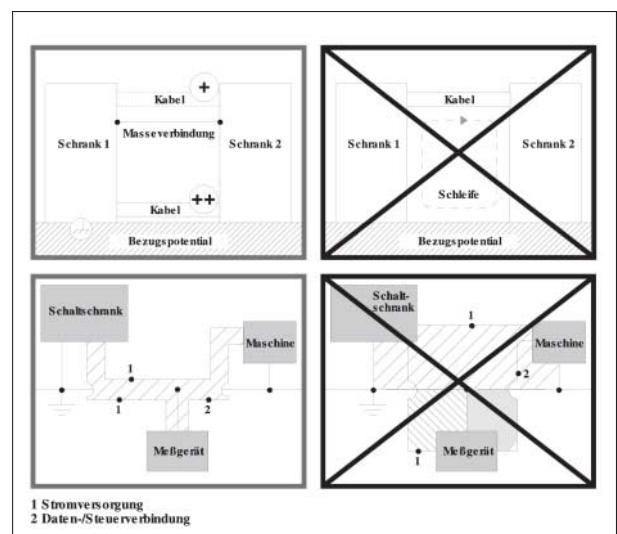 +
Kabel
Masseverbindung
Schrank 1
Schrank 2
++
Kabel
Bezugspotential
Kabel
Schrank 1
Schrank 2
Schleife
Bezugspotential
Schaltschrank
Maschine
1
1
2
Meßgerät
Schalt-
schrank
1
Maschine
2
Meßgerät
1
1 Stromversorgung
2 Daten-/Steuerverbindung